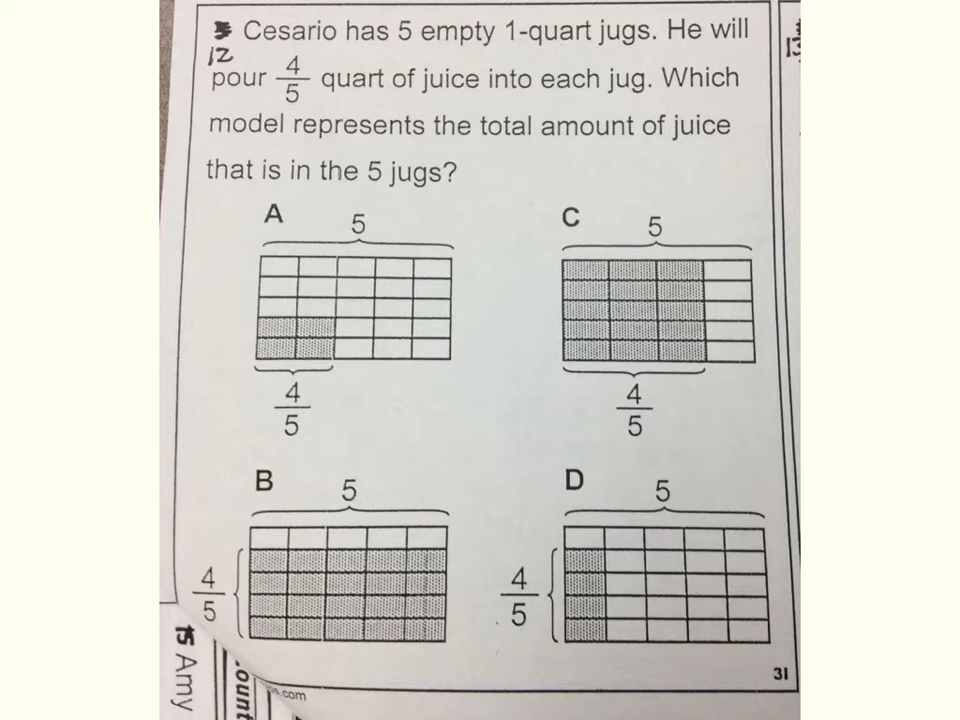 5 Cesario has 5 empty 1-quart jugs. He will
12
pour 4/5 quart of juice into each jug. Which
model represents the total amount of juice
that is in the 5 jugs?
A
5
4/5
C
5
4/5
B
5
4/5
D
5
4/5
31
.com
15 Amy
13